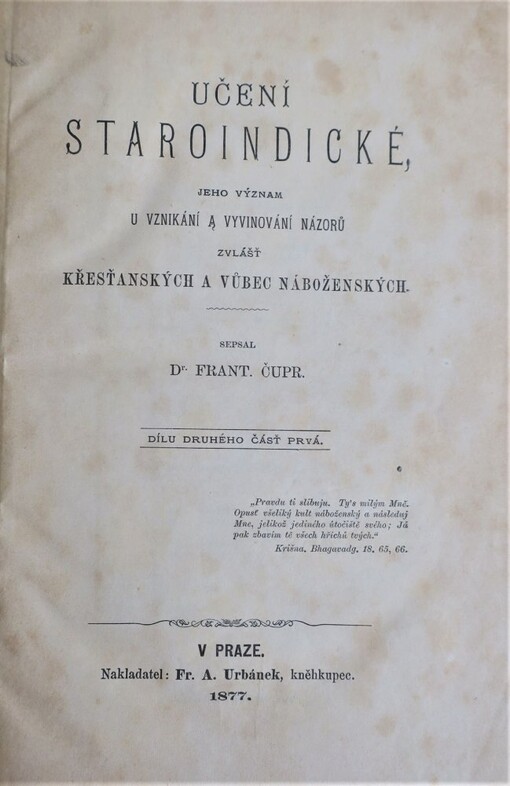 UČENÍ
STAROINDICKÉ,
JEHO VÝZNAM
U VZNIKÁNÍ A VYVINOVÁNÍ NÁZORŮ
ZVLÁŠŤ
KŘESŤANSKÝCH A VŮBEC NÁBOŽENSKÝCH.
SEPSAL
Dr. FRANT. ČUPR.
DÍLU DRUHÉHO ČÁSŤ PRVÁ.
„Pravdu ti slibuju. Ty's milým Mně.
Opusť všeliký kult náboženský a následuj
Mne, jelikož jediného útočiště svého; Já
pak zbavím tě všech hříchů tvých.“
Krišna. Bhagavadg. 18. 65, 66.
V PRAZE.
Nakladatel: Fr. A. Urbánek, kněhkupec.
1877.